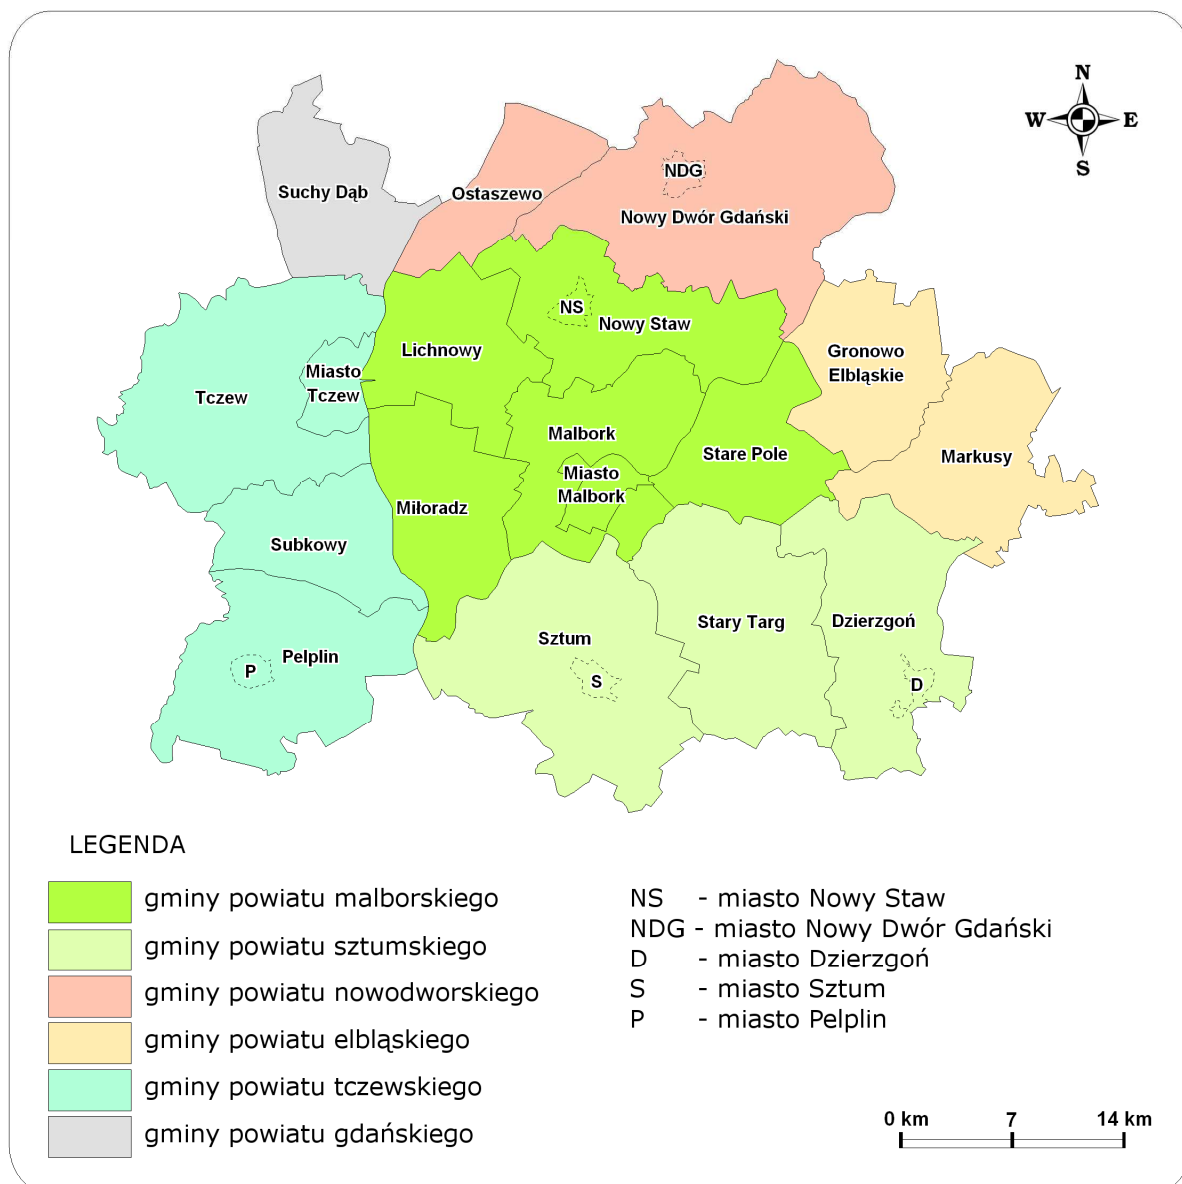 N
W E
S
NDG
Suchy Dąb
Ostaszewo
Nowy Dwór Gdański
NS
Nowy Staw
Lichnowy
Gronowo
Elbląskie
Miasto
Tczew
Tczew
Malbork
Stare Pole
Markusy
Miasto
Malbork
Miłoradz
Subkowy
Stary Targ
Dzierzgoń
Sztum
Pelplin
P
S
D
LEGENDA
gminy powiatu malborskiego
gminy powiatu sztumskiego
gminy powiatu nowodworskiego
gminy powiatu elbląskiego
gminy powiatu tczewskiego
gminy powiatu gdańskiego
NS - miasto Nowy Staw
NDG - miasto Nowy Dwór Gdański
D - miasto Dzierzgoń
S - miasto Sztum
P - miasto Pelplin
0 km 7 14 km